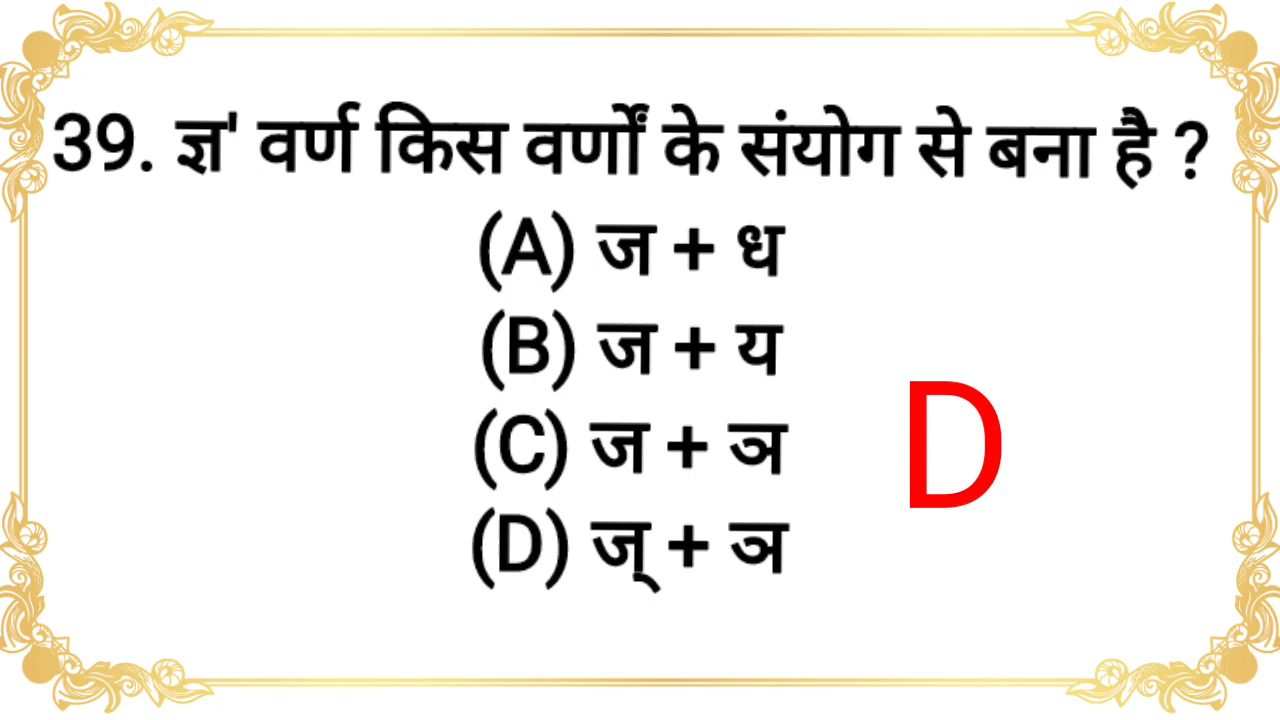 39. ज्ञ' वर्ण किस वर्णों के संयोग से बना है ?
(A) ज + ध
(B) ज + य
(C) ज + ञ
(D) ज् + ञ
D